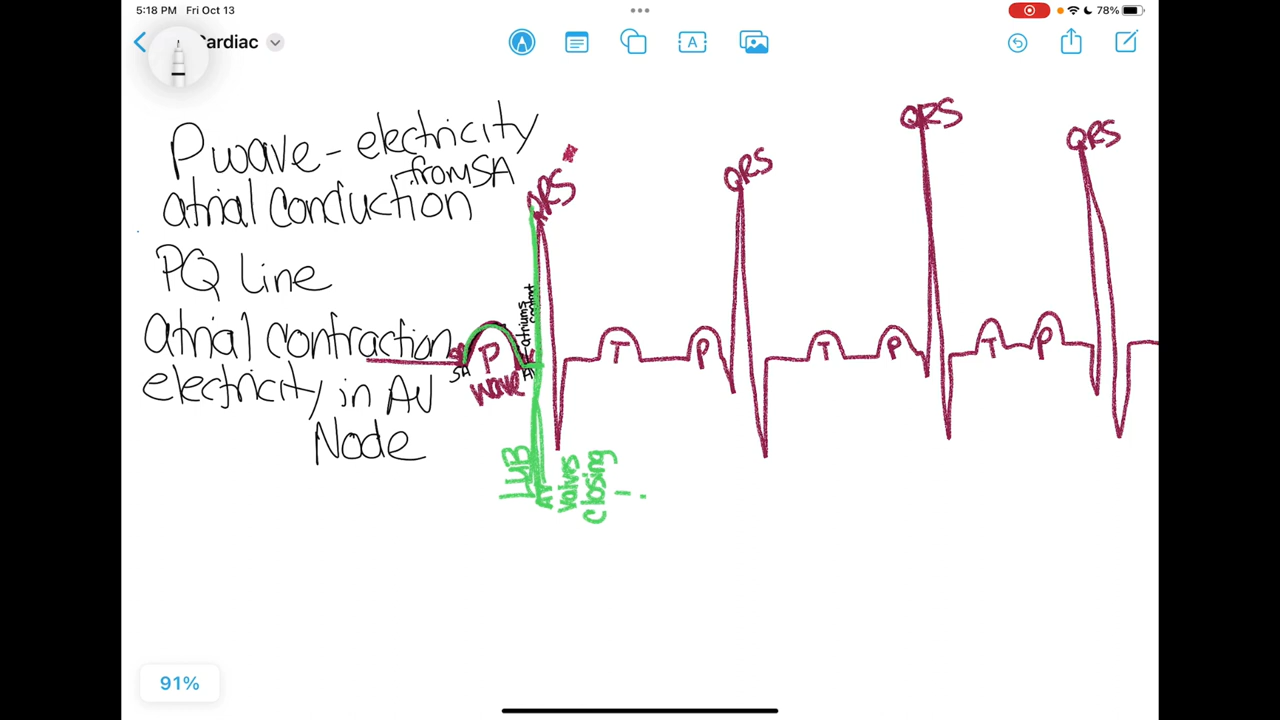 5:18 PM Fri Oct 13
78%
Cardiac
P wave - electricity
from SA
atrial conduction
PQ Line
Atrial contraction
electricity in AV
Node
QRS
QRS
QRS
QRS
SA
P
wave
atriums
contract
T
P
T
P
T
P
LUB
AV
Valves
Closing
91%